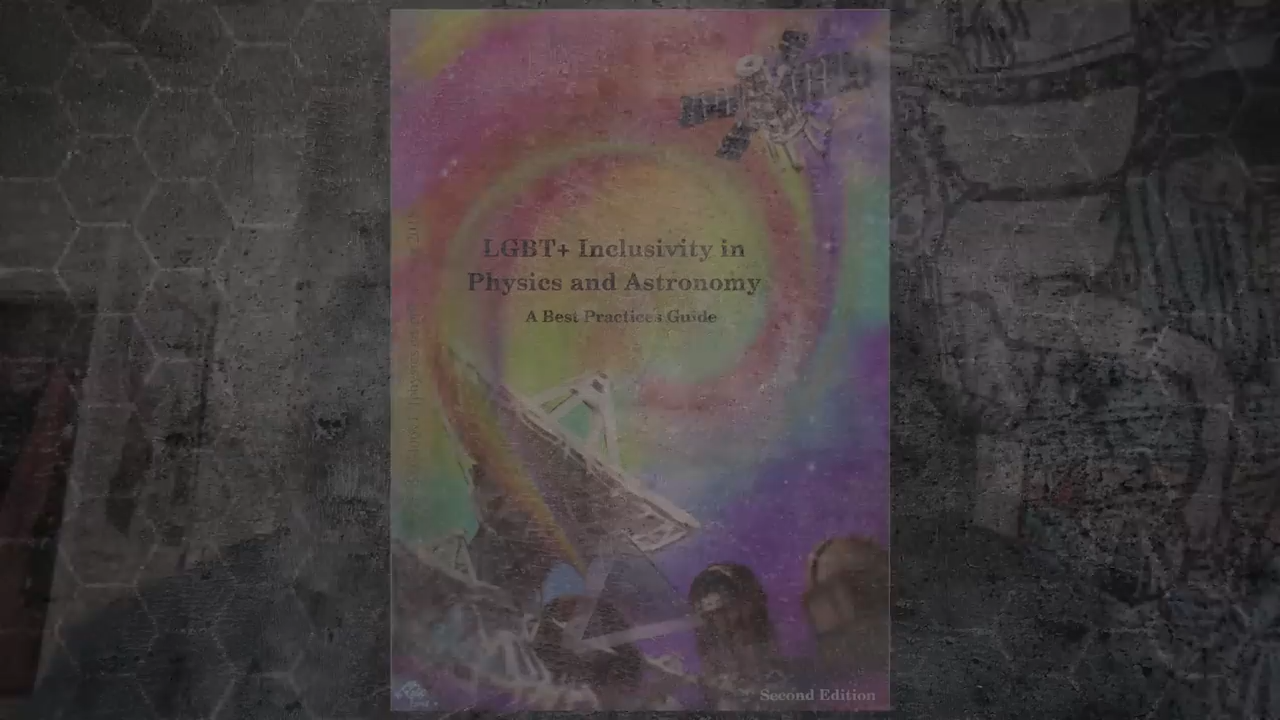 LGBT+ Inclusivity in
Physics and Astronomy
A Best Practices Guide
Second Edition